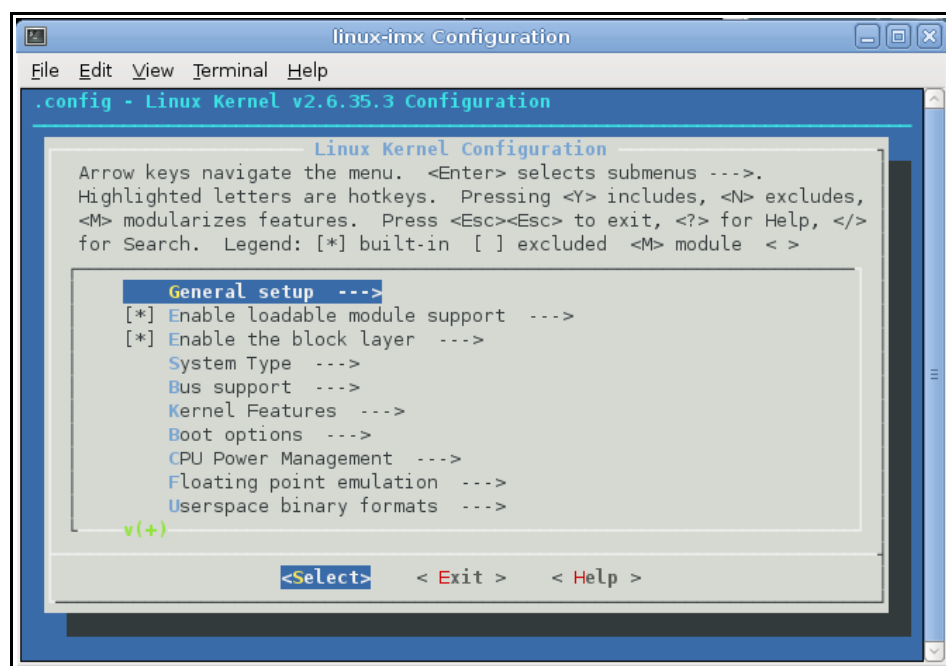 linux-imx Configuration
File Edit View Terminal Help
.config - Linux Kernel v2.6.35.3 Configuration
Linux Kernel Configuration
Arrow keys navigate the menu.  <Enter> selects submenus --->.
Highlighted letters are hotkeys.  Pressing <Y> includes, <N> excludes,
<M> modularizes features.  Press <Esc><Esc> to exit, <?> for Help, </>
for Search.  Legend: [*] built-in  [ ] excluded  <M> module  < >
General setup  --->
[*] Enable loadable module support  --->
[*] Enable the block layer  --->
System Type  --->
Bus support  --->
Kernel Features  --->
Boot options  --->
CPU Power Management  --->
Floating point emulation  --->
Userspace binary formats  --->
v(+)
<Select>    < Exit >    < Help >